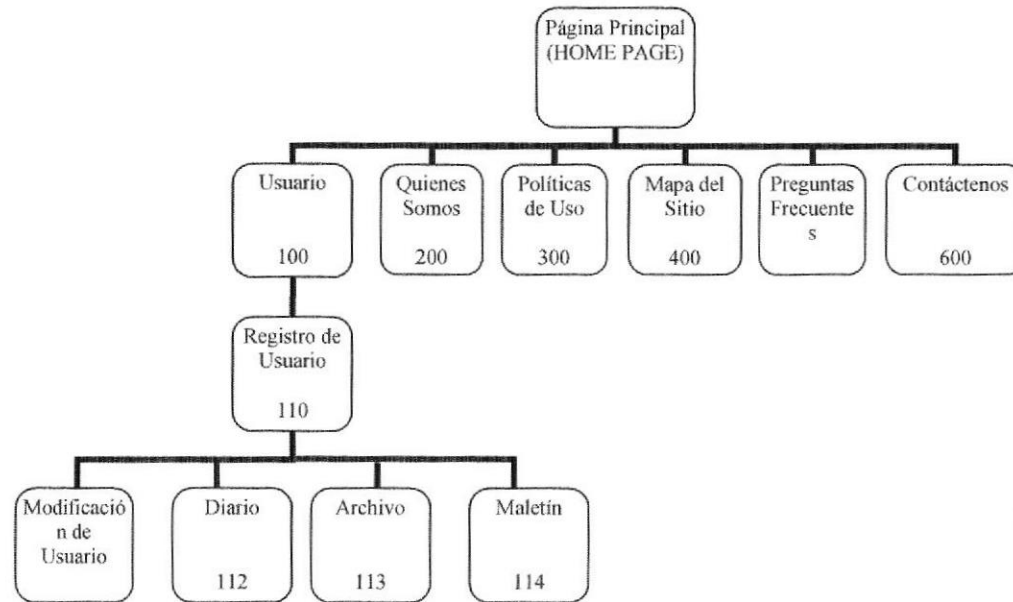 Página Principal
(HOME PAGE)
Usuario
100
Quienes
Somos
200
Políticas
de Uso
300
Mapa del
Sitio
400
Preguntas
Frecuente
s
Contáctenos
600
Registro de
Usuario
110
Modificació
n de
Usuario
Diario
112
Archivo
113
Maletín
114